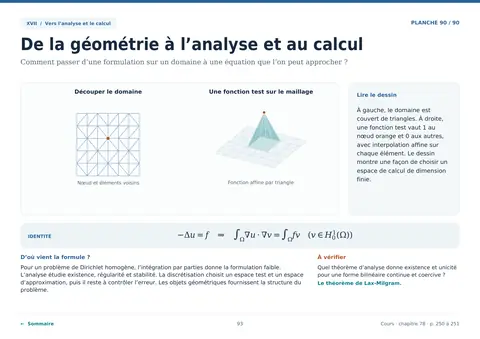 XVII / Vers l’analyse et le calcul
PLANCHE 90 / 90
De la géométrie à l’analyse et au calcul
Comment passer d’une formulation sur un domaine à une équation que l’on peut approcher ?
Découper le domaine
Nœud et éléments voisins
Une fonction test sur le maillage
Fonction affine par triangle
Lire le dessin
À gauche, le domaine est
couvert de triangles. À droite,
une fonction test vaut 1 au
nœud orange et 0 aux autres,
avec interpolation affine sur
chaque élément. Le dessin
montre une façon de choisir un
espace de calcul de dimension
finie.
IDENTITÉ
−Δu = f ⇒ ∫_Ω ∇u · ∇v = ∫_Ω fv (v ∈ H₀¹(Ω))
D’où vient la formule ?
Pour un problème de Dirichlet homogène, l’intégration par parties donne la formulation faible.
L’analyse étudie existence, régularité et stabilité. La discrétisation choisit un espace test et un espace
d’approximation, puis il reste à contrôler l’erreur. Les objets géométriques fournissent la structure du
problème.
À vérifier
Quel théorème d’analyse donne existence et unicité
pour une forme bilinéaire continue et coercive ?
Le théorème de Lax-Milgram.
← Sommaire
93
Cours · chapitre 78 · p. 250 à 251